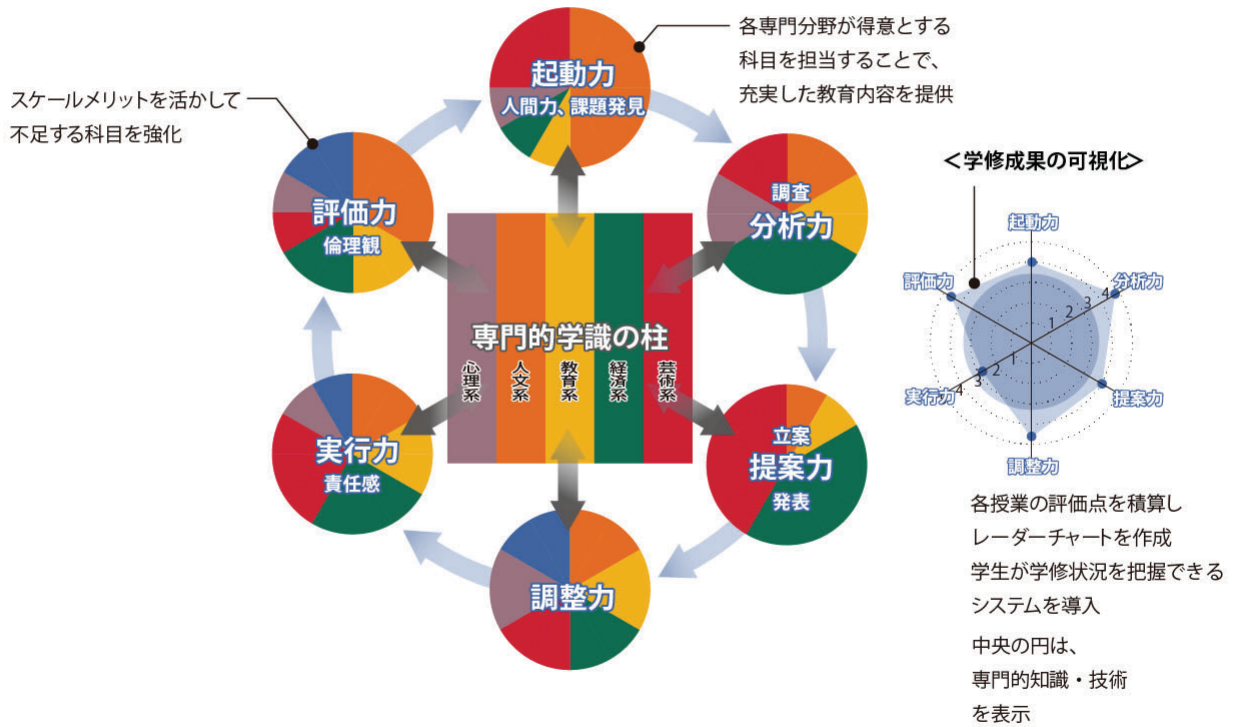 各専門分野が得意とする
科目を担当することで、
充実した教育内容を提供
スケールメリットを活かして
不足する科目を強化
起動力
人間力、課題発見
調査
分析力
立案
提案力
発表
調整力
実行力
責任感
評価力
倫理観
専門的学識の柱
心理系
人文系
教育系
経済系
芸術系
＜学修成果の可視化＞
起動力
評価力
分析力
4
3
2
1
1
2
3
4
実行力
提案力
調整力
各授業の評価点を積算し
レーダーチャートを作成
学生が学修状況を把握できる
システムを導入
中央の円は、
専門的知識・技術
を表示